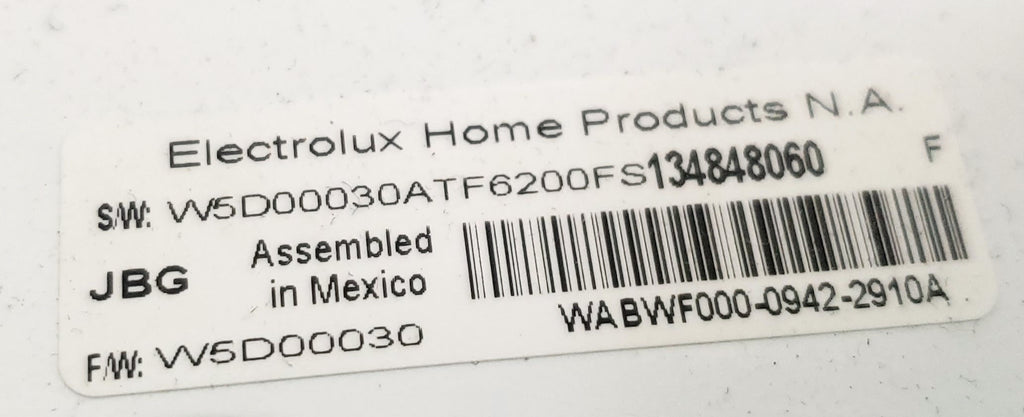 Electrolux Home Products N.A.
S/W: W5D00030ATF6200FS134848060 F
JBG Assembled
in Mexico
F/W: W5D00030
WABWF000-0942-2910A